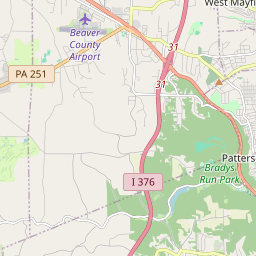 West Mayfi
Beaver
County
Airport
31
PA 251
31
Patters
Bradys
Run Park
I 376